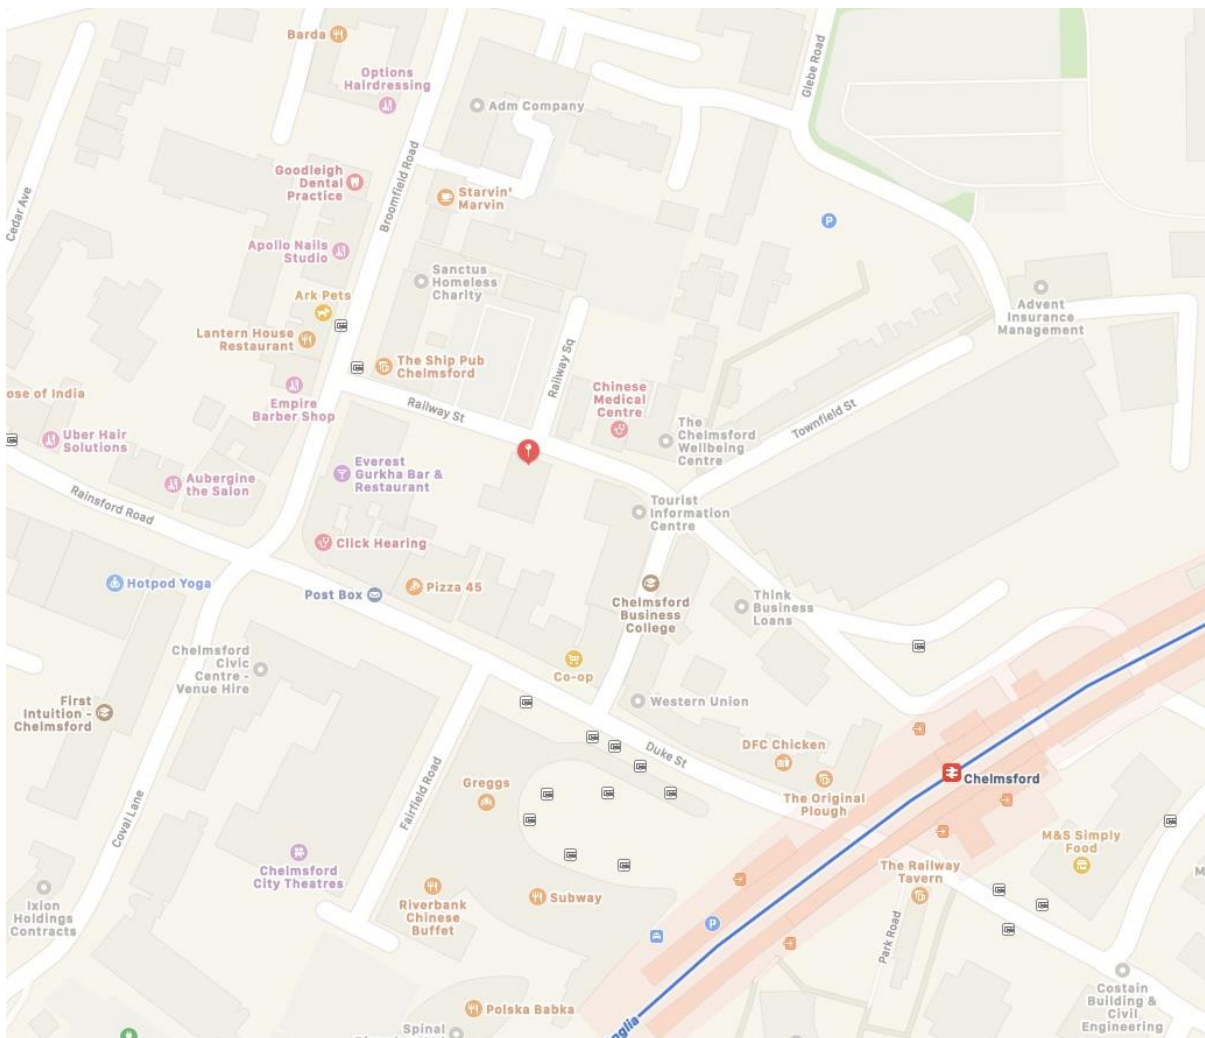 Barda
Options
Hairdressing
Adm Company
Glebe Road
Broomfield Road
Goodleigh
Dental
Practice
Starvin'
Marvin
Cedar Ave
P
Apollo Nails
Studio
Sanctus
Homeless
Charity
Ark Pets
Lantern House
Restaurant
Advent
Insurance
Management
The Ship Pub
Chelmsford
Railway Sq
Empire
Barber Shop
ose of India
Railway St
Chinese
Medical
Centre
Townfield St
The
Chelmsford
Wellbeing
Centre
Uber Hair
Solutions
Everest
Gurkha Bar &
Restaurant
Aubergine
the Salon
Rainsford Road
Tourist
Information
Centre
Click Hearing
Hotpod Yoga
Post Box
Pizza 45
Chelmsford
Business
College
Think
Business
Loans
Chelmsford
Civic
Centre -
Venue Hire
Co-op
First
Intuition -
Chelmsford
Western Union
Duke St
DFC Chicken
The Original
Plough
Chelmsford
Greggs
Fairfield Road
Coval Lane
M&S Simply
Food
Chelmsford
City Theatres
The Railway
Tavern
M
Ixion
Holdings
Contracts
Riverbank
Chinese
Buffet
Subway
P
Park Road
Polska Babka
Costain
Building &
Civil
Engineering
Spinal
nglia